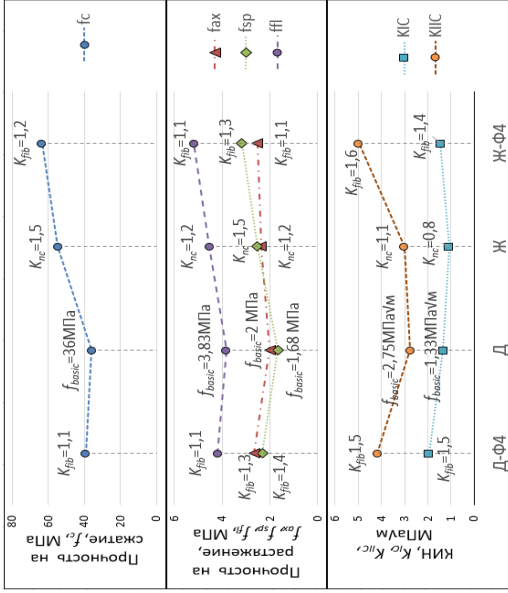 Прочность на
сжатие, fc, МПа
80
60
40
20
0
Kfib=1,1
fbasic=36МПа
Knc=1,5
Kfib=1,2
fc
Прочность на
растяжение,
fax, fsp, ffl, МПа
6
4
2
0
Kfib=1,1
fbasic=3,83МПа
Knc=1,2
Kfib=1,1
Kfib=1,3
fbasic=2 МПа
Knc=1,5
Kfib=1,3
Kfib=1,4
fbasic=1,68 МПа
Knc=1,2
Kfib=1,1
fax
fsp
ffl
КИН, KIC, KIIC,
МПа√м
6
5
4
3
2
1
0
Kfib1,5
fbasic=2,75МПа√м
Knc=1,1
Kfib=1,6
Kfib=1,5
fbasic=1,33МПа√м
Knc=0,8
Kfib=1,4
KIC
KIIC
Д-Ф4
Д
Ж
Ж-Ф4